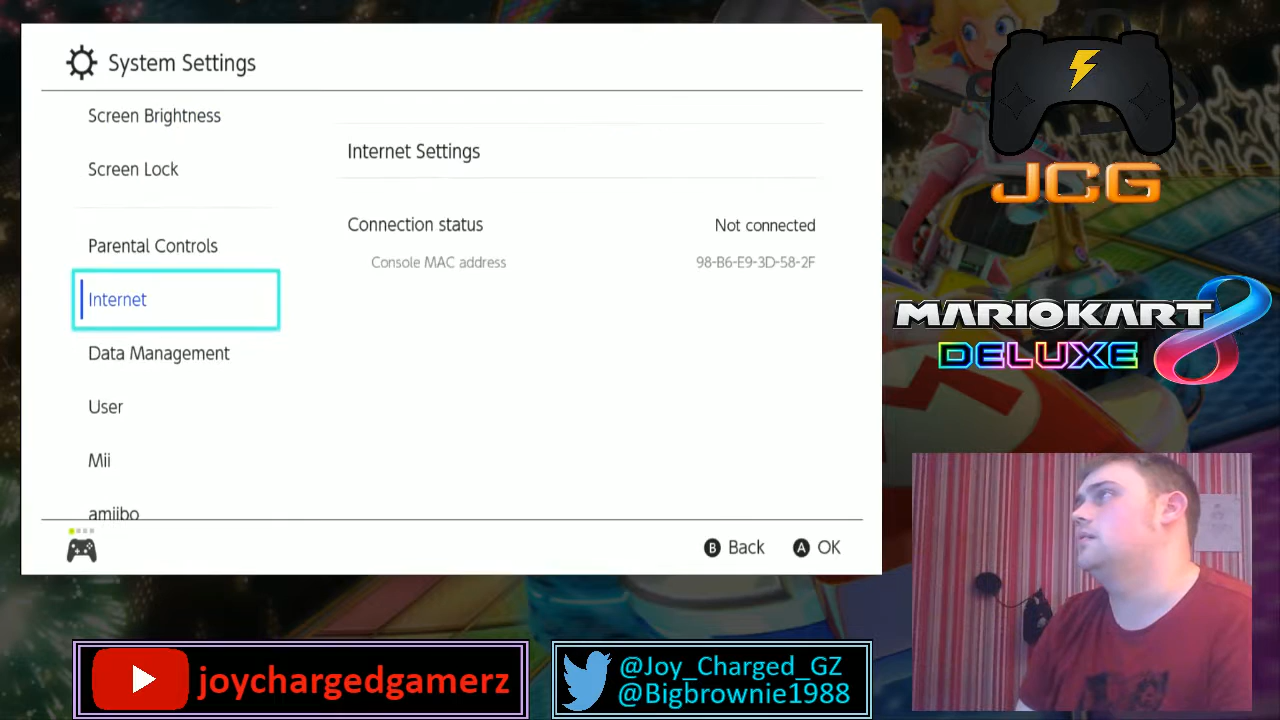 System Settings
Screen Brightness
Screen Lock
Parental Controls
Internet
Data Management
User
Mii
amiibo
Internet Settings
Connection status Not connected
Console MAC address 98-B6-E9-3D-58-2F
B Back A OK
JCG
MARIOKART 8
DELUXE
joychargedgamerz
@Joy_Charged_GZ
@Bigbrownie1988